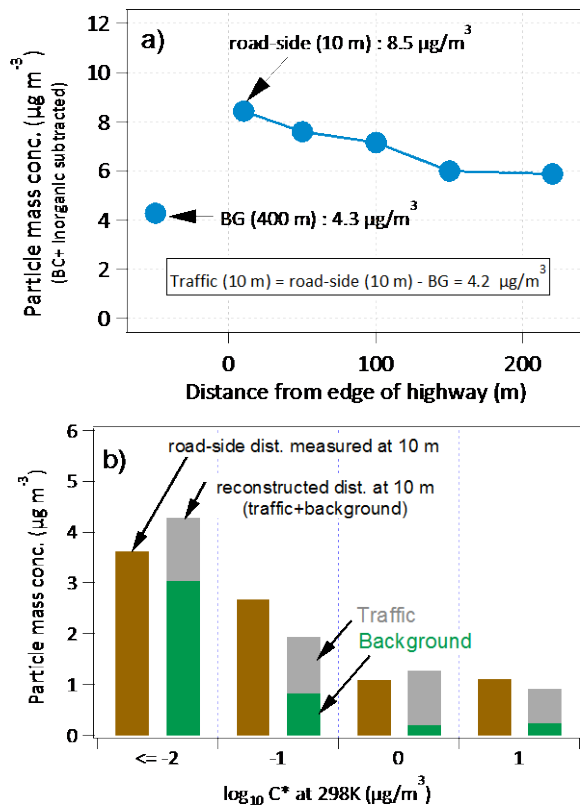 a)
road-side (10 m) : 8.5 µg/m³
BG (400 m) : 4.3 µg/m³
Traffic (10 m) = road-side (10 m) - BG = 4.2 µg/m³
Particle mass conc. (µg m⁻³)
(BC+ Inorganic subtracted)
12
10
8
6
4
2
0
0 100 200
Distance from edge of highway (m)
b)
road-side dist. measured at 10 m
reconstructed dist. at 10 m
(traffic+background)
Traffic
Background
Particle mass conc. (µg m⁻³)
6
5
4
3
2
1
0
<= -2 -1 0 1
log₁₀ C* at 298K (µg/m³)